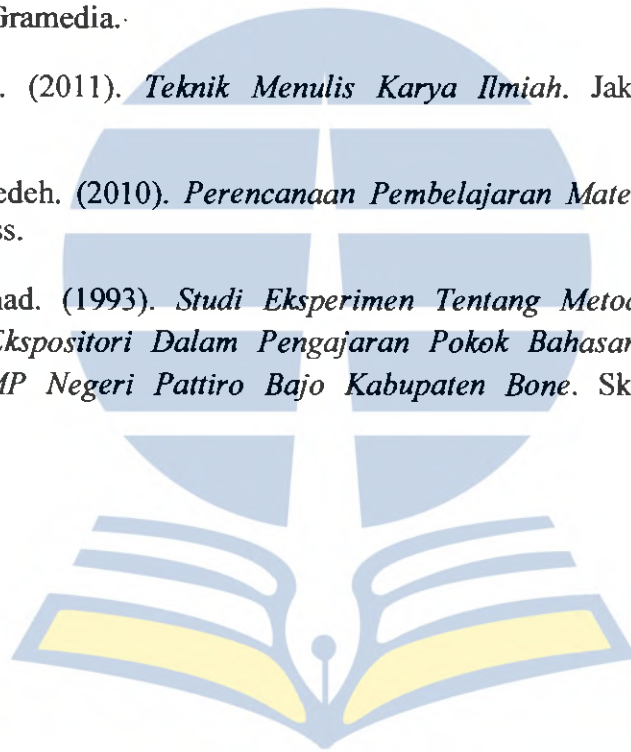 Gramedia.
. (2011). Teknik Menulis Karya Ilmiah. Jak
edeh. (2010). Perencanaan Pembelajaran Mate
ss.
nad. (1993). Studi Eksperimen Tentang Metod
Ekspositori Dalam Pengajaran Pokok Bahasan
MP Negeri Pattiro Bajo Kabupaten Bone. Sk